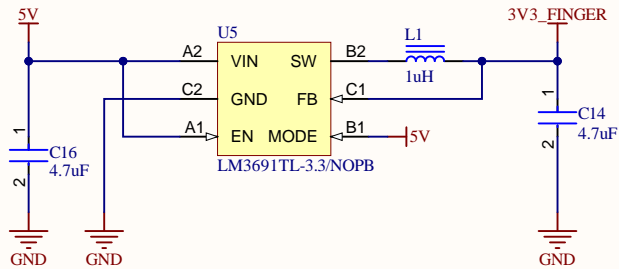 5V
U5
3V3_FINGER
A2
VIN
SW
B2
L1
1uH
C2
GND
FB
C1
A1
EN
MODE
B1
5V
LM3691TL-3.3/NOPB
1
C16
4.7uF
2
1
C14
4.7uF
2
GND
GND
GND